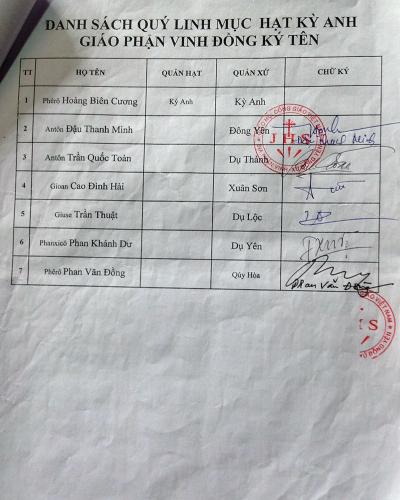 DANH SÁCH QUÝ LINH MỤC HẠT KỲ ANH
GIÁO PHẬN VINH ĐỒNG KÝ TÊN
TT HỌ TÊN QUẢN HẠT QUẢN XỨ CHỮ KÝ
1 Phêrô Hoàng Biên Cương Kỳ Anh Kỳ Anh
2 Antôn Đậu Thanh Minh Đông Yên
3 Antôn Trần Quốc Toản Dụ Thành
4 Gioan Cao Đình Hải Xuân Sơn
5 Giuse Trần Thuật Dụ Lộc
6 Phanxicô Phan Khánh Dư Dụ Yên
7 Phêrô Phan Văn Đồng Qúy Hòa
Phan Văn Đồng
JHS
HS